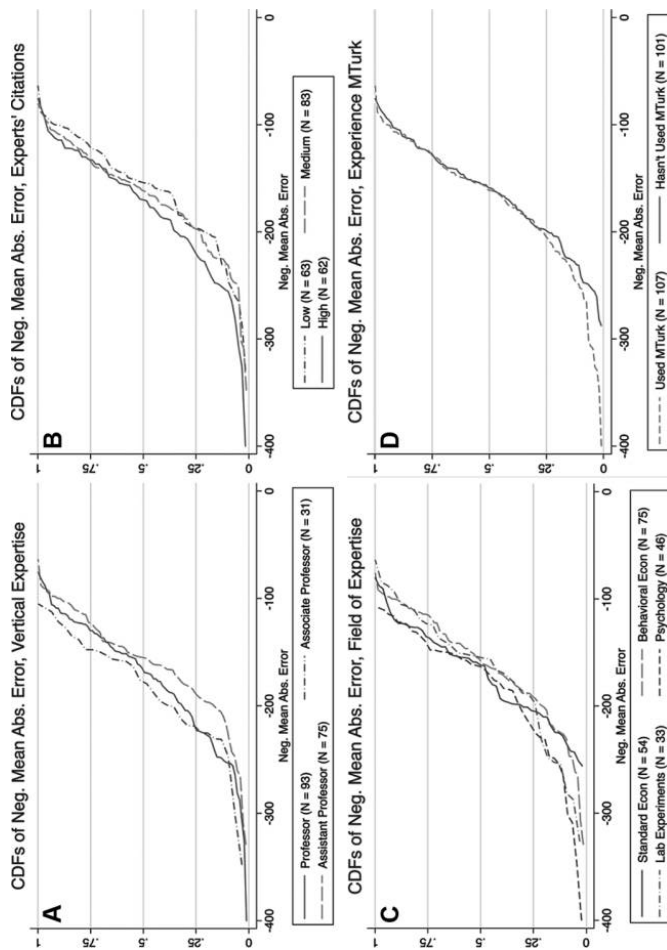 A
CDFs of Neg. Mean Abs. Error, Vertical Expertise
1
.75
.5
.25
0
-400
-300
-200
-100
0
Neg. Mean Abs. Error
Professor (N = 93)
Associate Professor (N = 31)
Assistant Professor (N = 75)
B
CDFs of Neg. Mean Abs. Error, Experts' Citations
1
.75
.5
.25
0
-400
-300
-200
-100
0
Neg. Mean Abs. Error
Low (N = 63)
Medium (N = 83)
High (N = 62)
C
CDFs of Neg. Mean Abs. Error, Field of Expertise
1
.75
.5
.25
0
-400
-300
-200
-100
0
Neg. Mean Abs. Error
Standard Econ (N = 54)
Behavioral Econ (N = 75)
Lab Experiments (N = 33)
Psychology (N = 46)
D
CDFs of Neg. Mean Abs. Error, Experience MTurk
1
.75
.5
.25
0
-400
-300
-200
-100
0
Neg. Mean Abs. Error
Used MTurk (N = 107)
Hasn't Used MTurk (N = 101)